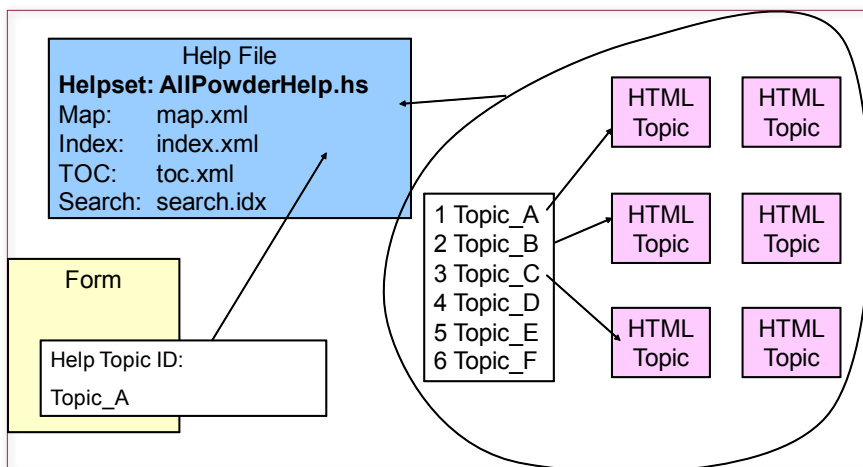 Help File
Helpset: AllPowderHelp.hs
Map: map.xml
Index: index.xml
TOC: toc.xml
Search: search.idx
Form
Help Topic ID:
Topic_A
1 Topic_A
2 Topic_B
3 Topic_C
4 Topic_D
5 Topic_E
6 Topic_F
HTML
Topic
HTML
Topic
HTML
Topic
HTML
Topic
HTML
Topic
HTML
Topic